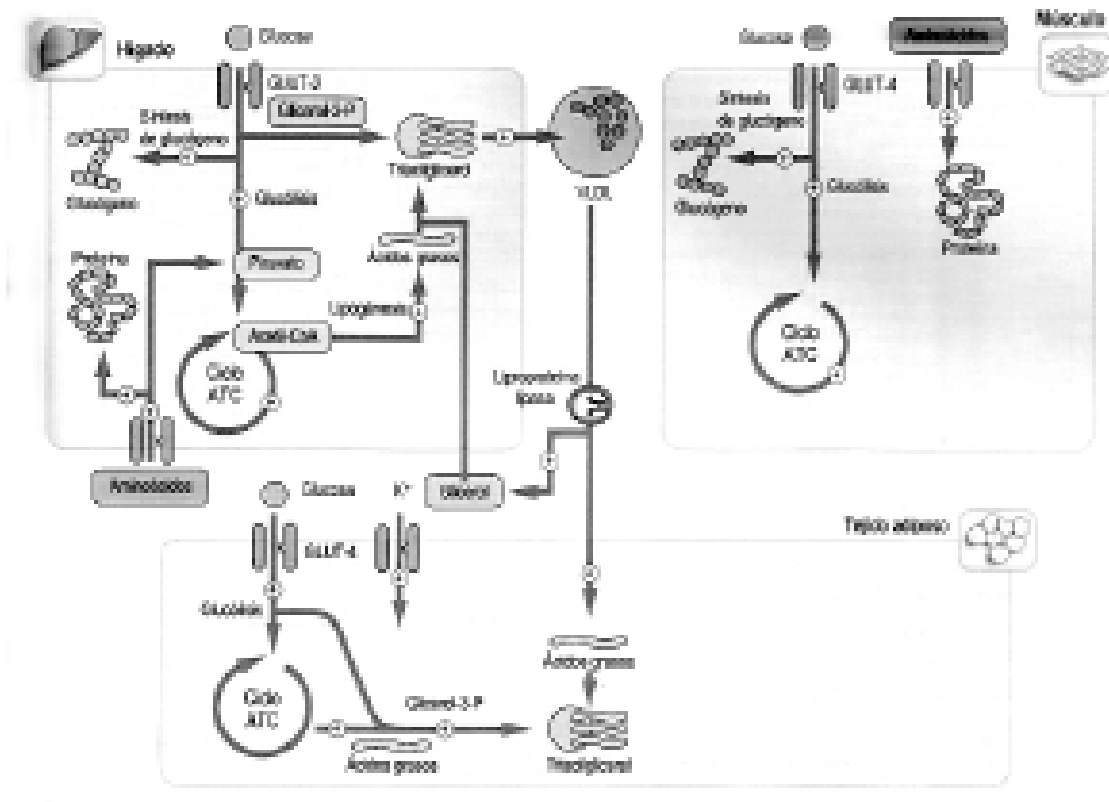 Hígado
Glucosa
GLUT-2
Glicerol-3-P
Síntesis
de glucógeno
Glucógeno
Glucólisis
Triacilglicerol
VLDL
Proteína
Piruvato
Ácidos grasos
Lipogénesis
Acetil-CoA
Ciclo
ATC
Aminoácidos
Lipoproteína
lipasa
Glicerol
Músculo
Glucosa
Aminoácidos
GLUT-4
Síntesis
de glucógeno
Glucógeno
Glucólisis
Proteína
Ciclo
ATC
Tejido adiposo
Glucosa
K⁺
GLUT-4
Glucólisis
Ciclo
ATC
Glicerol-3-P
Ácidos grasos
Ácidos grasos
Triacilglicerol